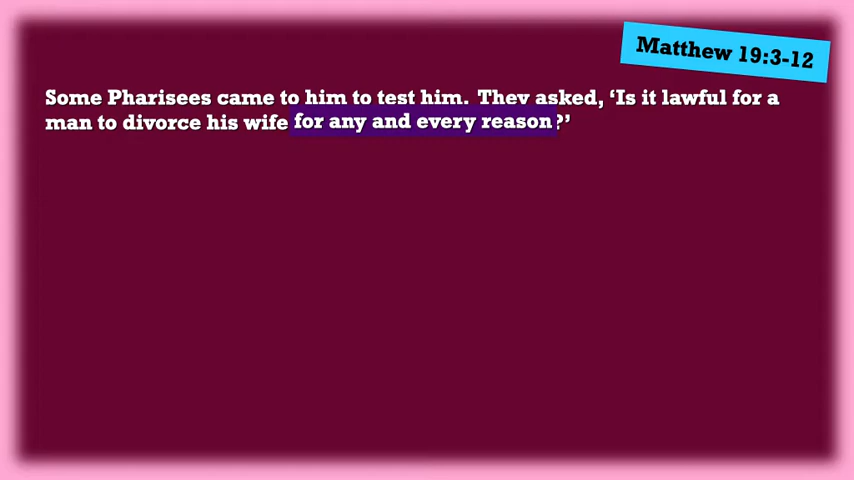 Matthew 19:3-12
Some Pharisees came to him to test him. They asked, ‘Is it lawful for a
man to divorce his wife for any and every reason?’